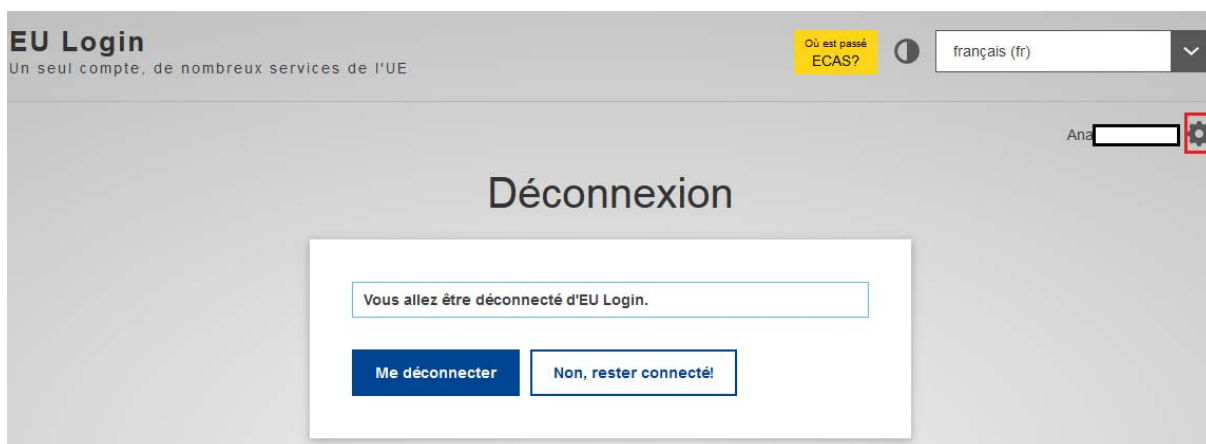 EU Login
Un seul compte, de nombreux services de l'UE
Où est passé
ECAS?
français (fr)
Ana
Déconnexion
Vous allez être déconnecté d'EU Login.
Me déconnecter
Non, rester connecté!